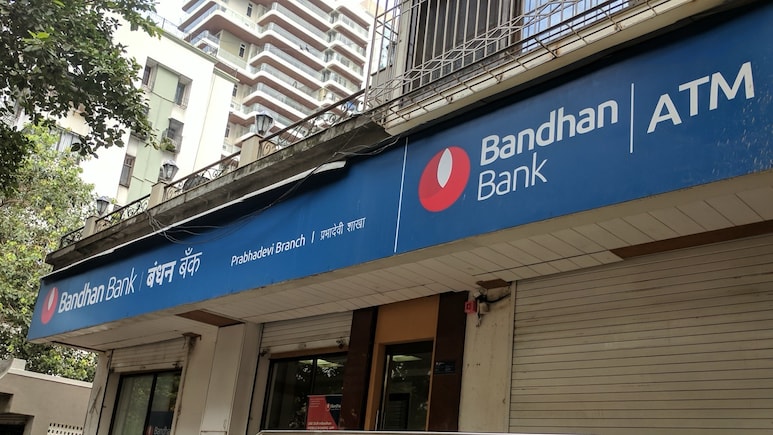 Bandhan Bank | बंधन बँक
Prabhadevi Branch | प्रभादेवी शाखा
Bandhan
Bank
ATM